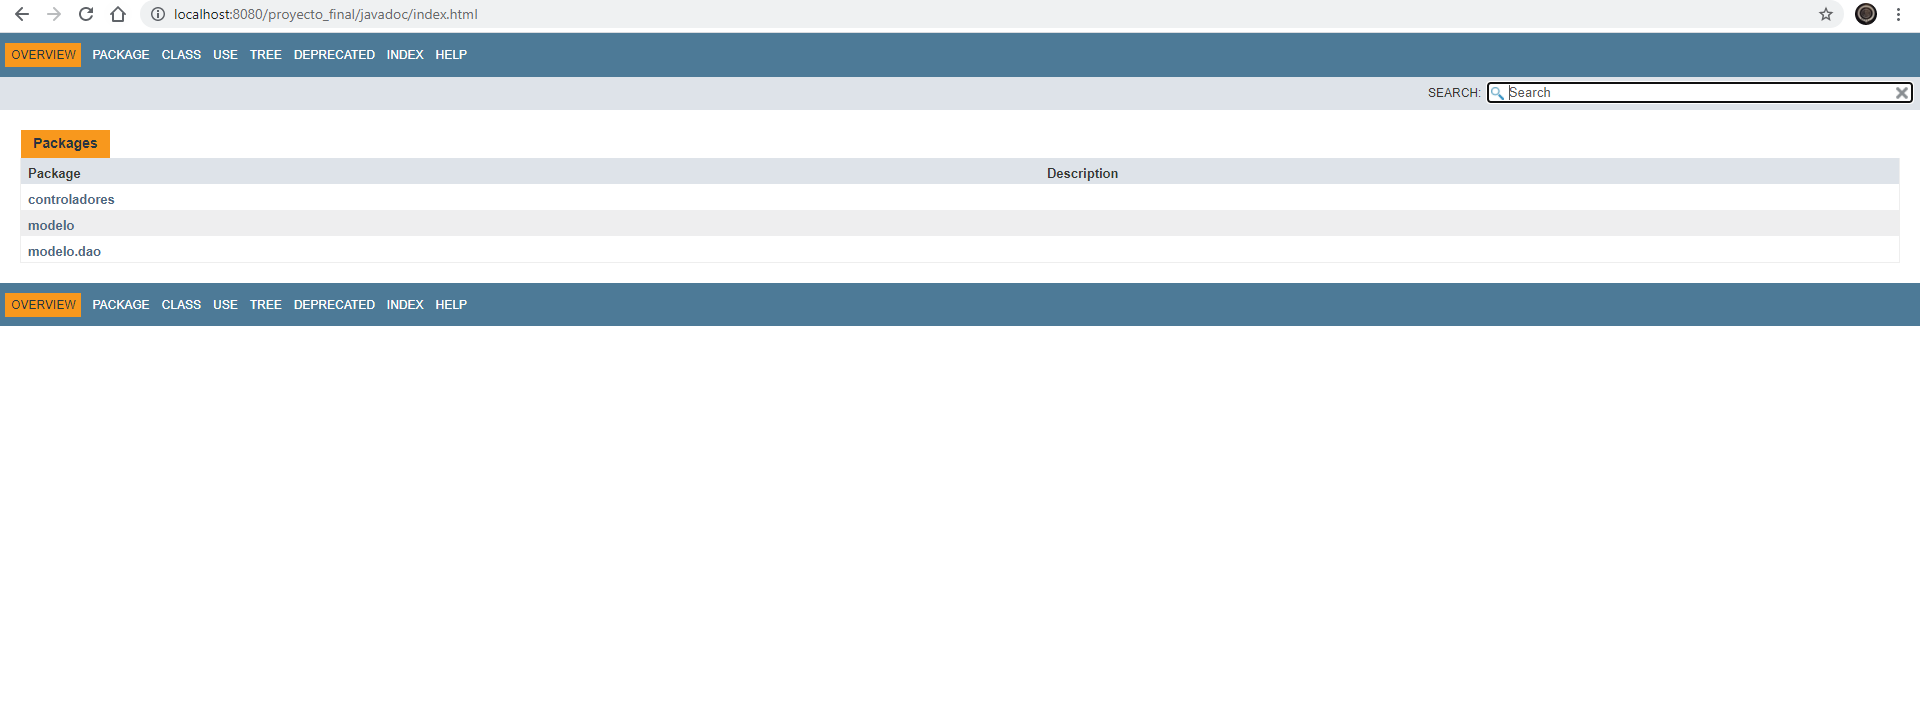 localhost:8080/proyecto_final/javadoc/index.html
OVERVIEW PACKAGE CLASS USE TREE DEPRECATED INDEX HELP
SEARCH: Search
Packages
Package Description
controladores
modelo
modelo.dao
OVERVIEW PACKAGE CLASS USE TREE DEPRECATED INDEX HELP